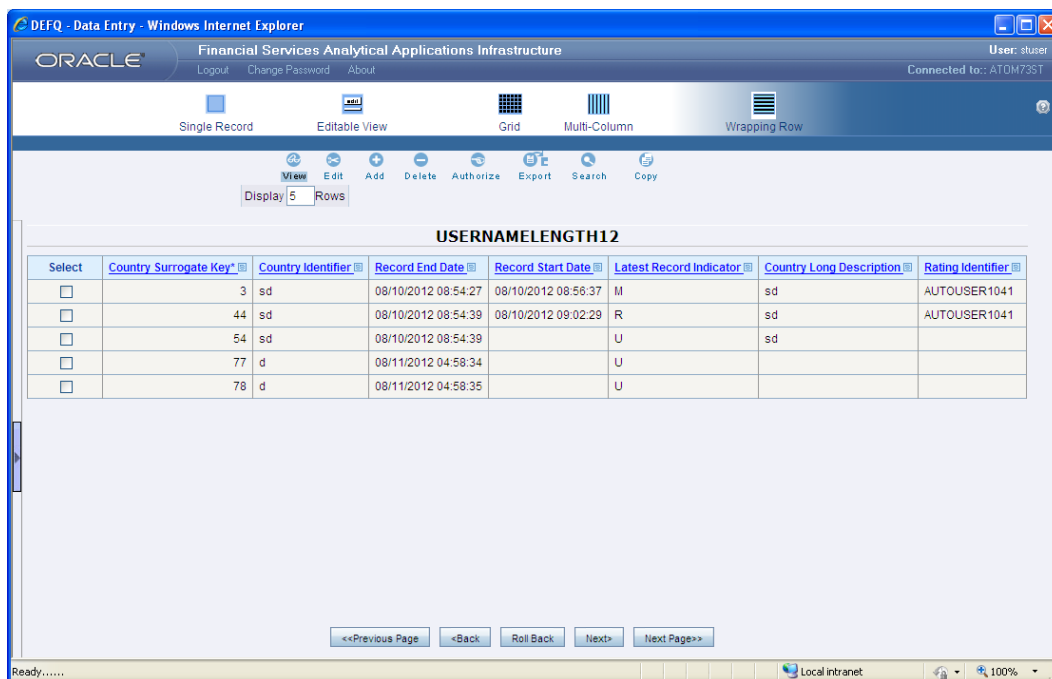 DEFQ - Data Entry - Windows Internet Explorer
ORACLE Financial Services Analytical Applications Infrastructure User: stuser
Logout Change Password About Connected to:: ATOM73ST
Single Record Editable View Grid Multi-Column Wrapping Row
View Edit Add Delete Authorize Export Search Copy
Display 5 Rows
USERNAMELENGTH12
Select Country Surrogate Key* Country Identifier Record End Date Record Start Date Latest Record Indicator Country Long Description Rating Identifier
3 sd 08/10/2012 08:54:27 08/10/2012 08:56:37 M sd AUTOUSER1041
44 sd 08/10/2012 08:54:39 08/10/2012 09:02:29 R sd AUTOUSER1041
54 sd 08/10/2012 08:54:39 U sd
77 d 08/11/2012 04:58:34 U
78 d 08/11/2012 04:58:35 U
<<Previous Page <Back Roll Back Next> Next Page>>
Ready...... Local intranet 100%